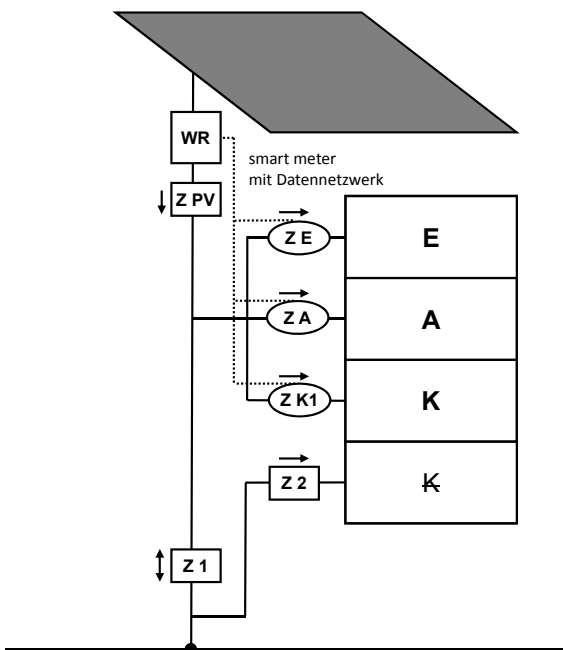 WR
smart meter
mit Datennetzwerk
Z PV
Z E
E
Z A
A
Z K1
K
Z 2
K
Z 1